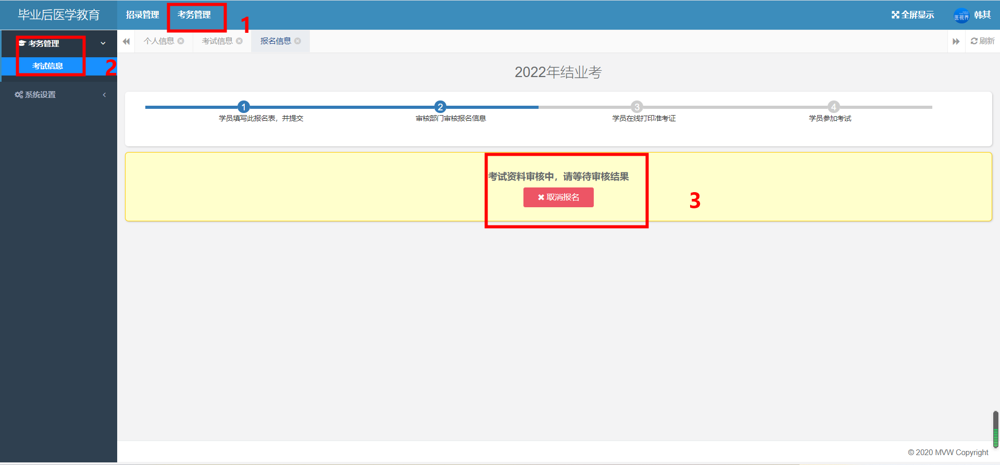 毕业后医学教育
招录管理
考务管理
1
全屏显示
医视界
韩其
考务管理
个人信息
考试信息
报名信息
刷新
考试信息
2
系统设置
2022年结业考
1
2
3
4
学员填写此报名表，并提交
审核部门审核报名信息
学员在线打印准考证
学员参加考试
考试资料审核中，请等待审核结果
取消报名
3
© 2020 MVW Copyright